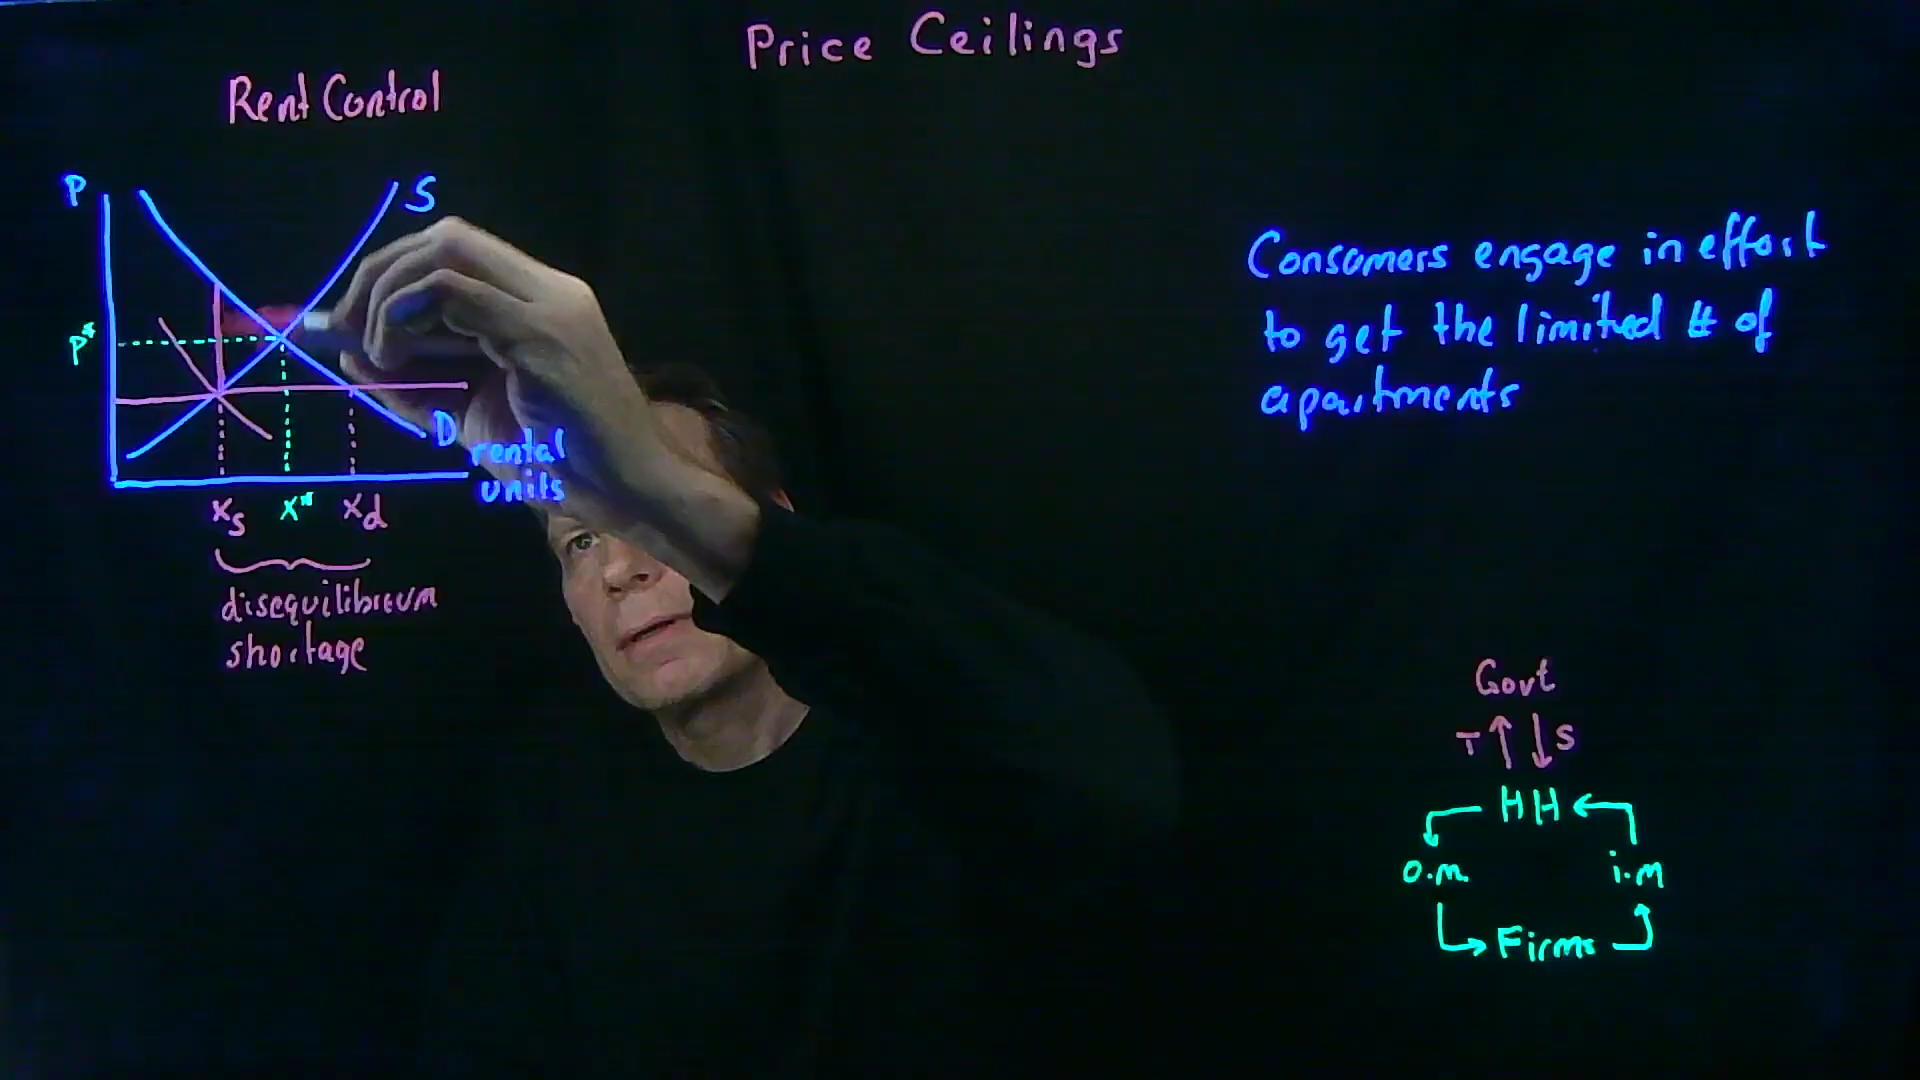 Price Ceilings
Rent Control
P
S
P*
D
rental
units
xs
x*
xd
disequilibrium
shortage
Consumers engage in effort
to get the limited # of
apartments
Govt
T
S
HH
o.m.
i.m
Firms